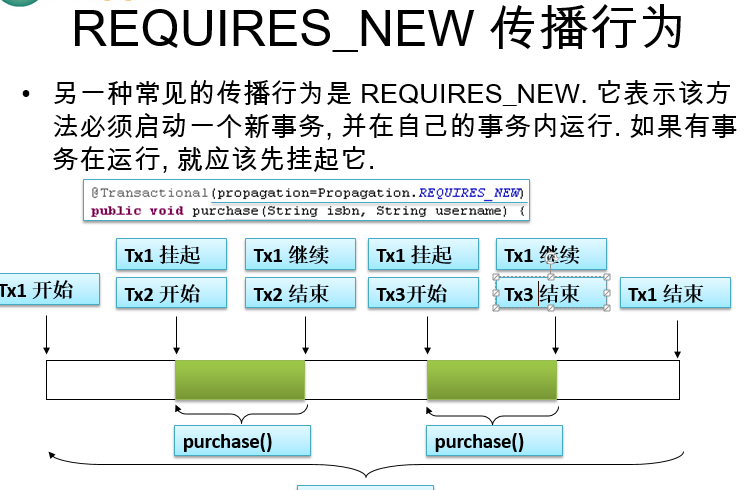 REQUIRES_NEW 传播行为
• 另一种常见的传播行为是 REQUIRES_NEW. 它表示该方
法必须启动一个新事务, 并在自己的事务内运行. 如果有事
务在运行, 就应该先挂起它.
@Transactional(propagation=Propagation.REQUIRES_NEW)
public void purchase(String isbn, String username) {
Tx1 挂起
Tx1 继续
Tx1 挂起
Tx1 继续
Tx1 开始
Tx2 开始
Tx2 结束
Tx3开始
Tx3 结束
Tx1 结束
purchase()
purchase()